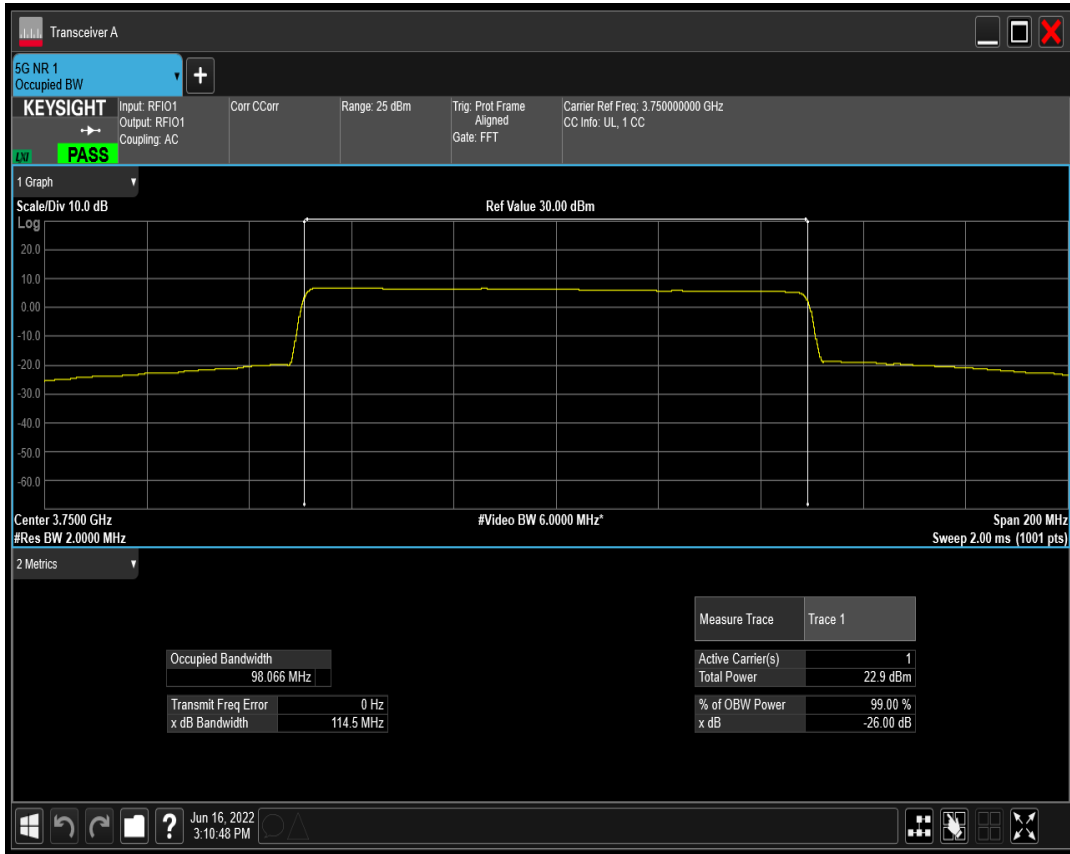 Transceiver A
5G NR 1
Occupied BW
+
KEYSIGHT
LXI
PASS
Input: RFIO1
Output: RFIO1
Coupling: AC
Corr CCorr
Range: 25 dBm
Trig: Prot Frame
Aligned
Gate: FFT
Carrier Ref Freq: 3.750000000 GHz
CC Info: UL, 1 CC
1 Graph
Scale/Div 10.0 dB
Ref Value 30.00 dBm
Log
20.0
10.0
0.00
-10.0
-20.0
-30.0
-40.0
-50.0
-60.0
Center 3.7500 GHz
#Video BW 6.0000 MHz*
Span 200 MHz
#Res BW 2.0000 MHz
Sweep 2.00 ms (1001 pts)
2 Metrics
Measure Trace Trace 1
Occupied Bandwidth
98.066 MHz
Active Carrier(s) 1
Total Power 22.9 dBm
Transmit Freq Error 0 Hz
x dB Bandwidth 114.5 MHz
% of OBW Power 99.00 %
x dB -26.00 dB
?
Jun 16, 2022
3:10:48 PM